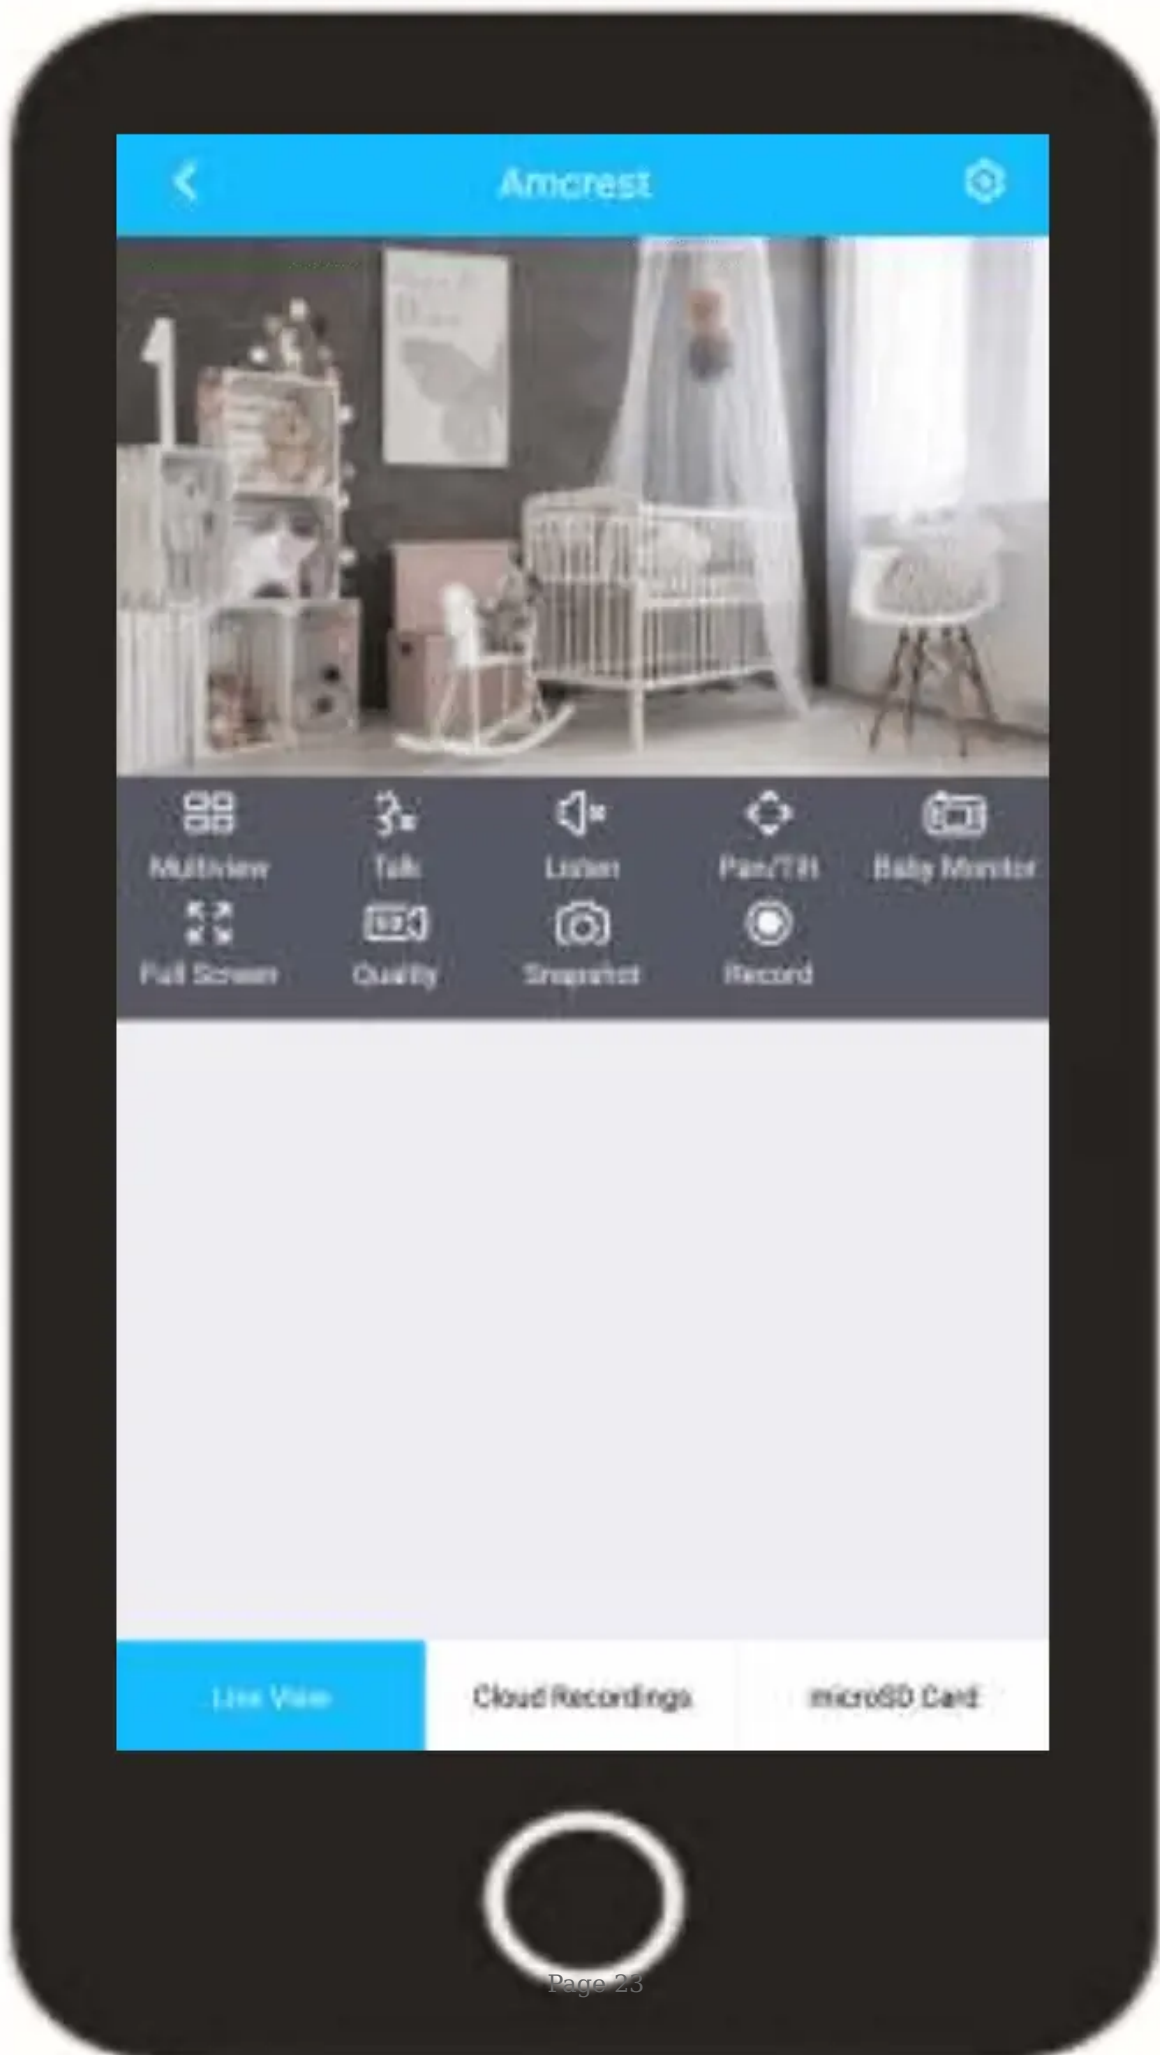 Amcrest
1
Multiview Talk Listen Pan/Tilt Baby Monitor
Full Screen Quality Snapshot Record
Live View Cloud Recordings microSD Card
Page 23